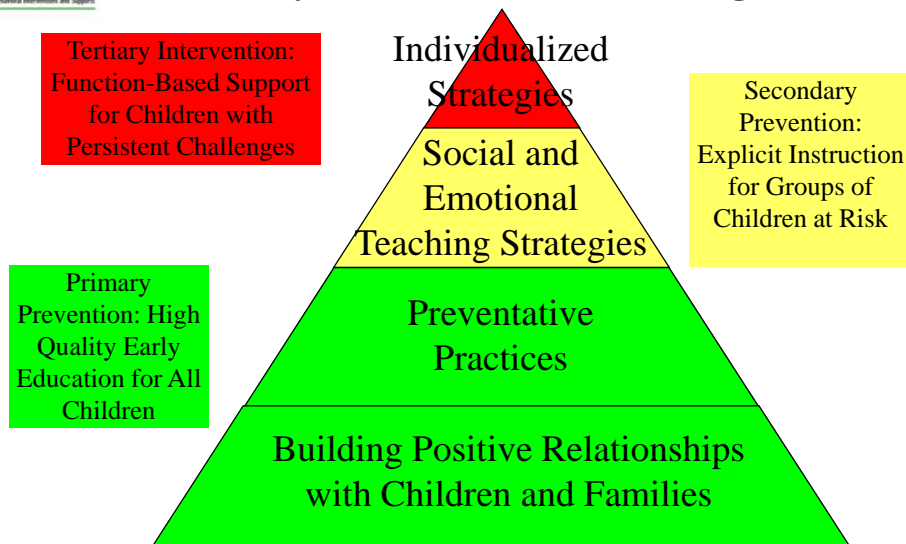 Tertiary Intervention:
Function-Based Support
for Children with
Persistent Challenges
Individualized
Strategies
Secondary
Prevention:
Explicit Instruction
for Groups of
Children at Risk
Social and
Emotional
Teaching Strategies
Primary
Prevention: High
Quality Early
Education for All
Children
Preventative
Practices
Building Positive Relationships
with Children and Families